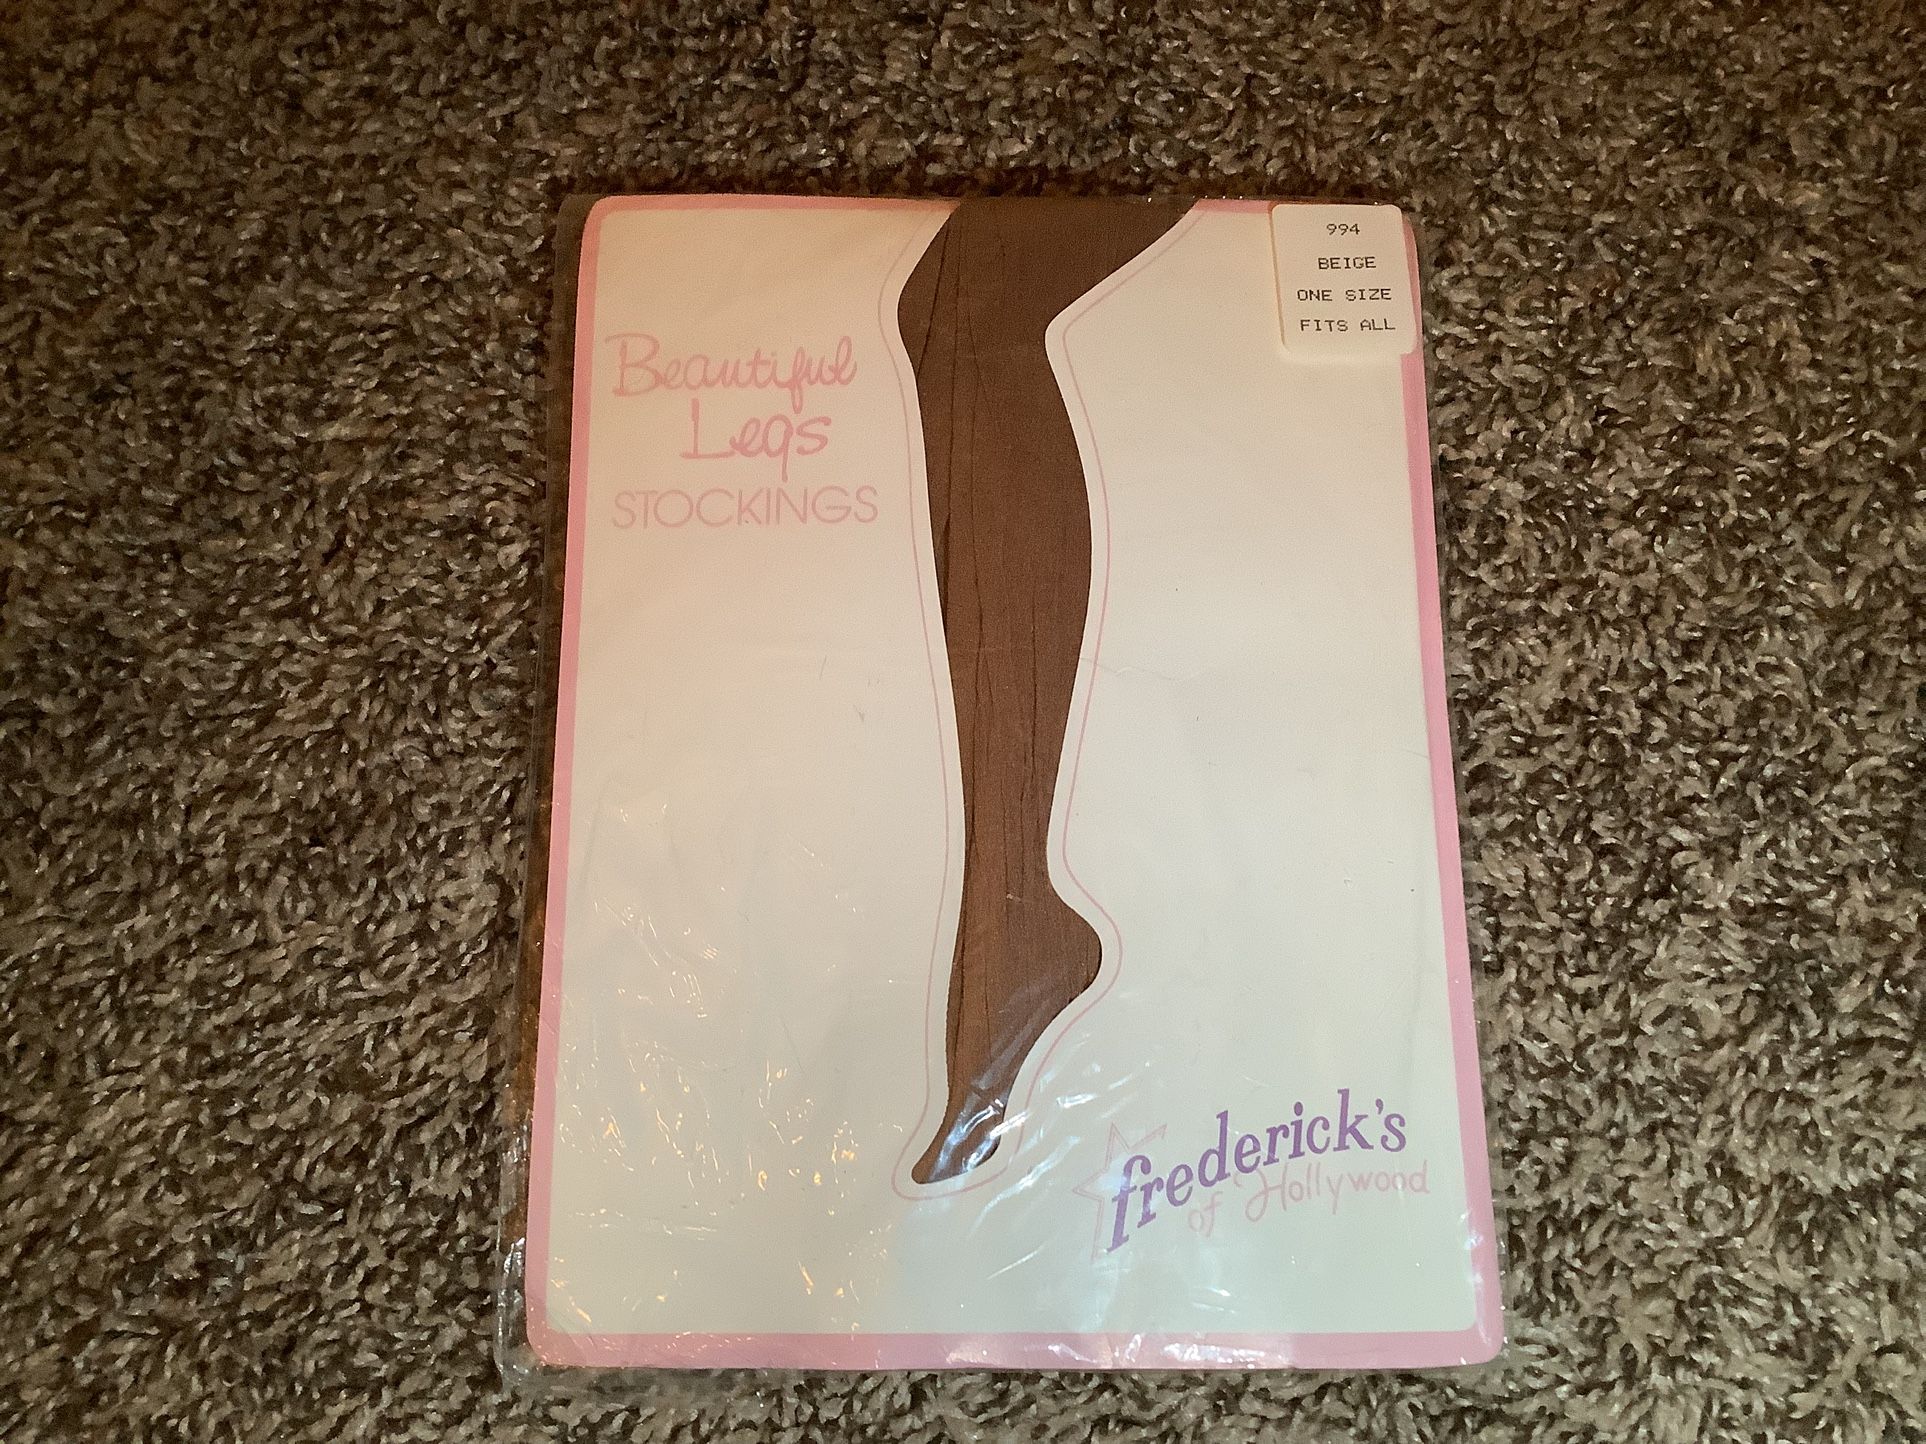 994
BEIGE
ONE SIZE
FITS ALL
Beautiful
Legs
STOCKINGS
frederick's
of Hollywood